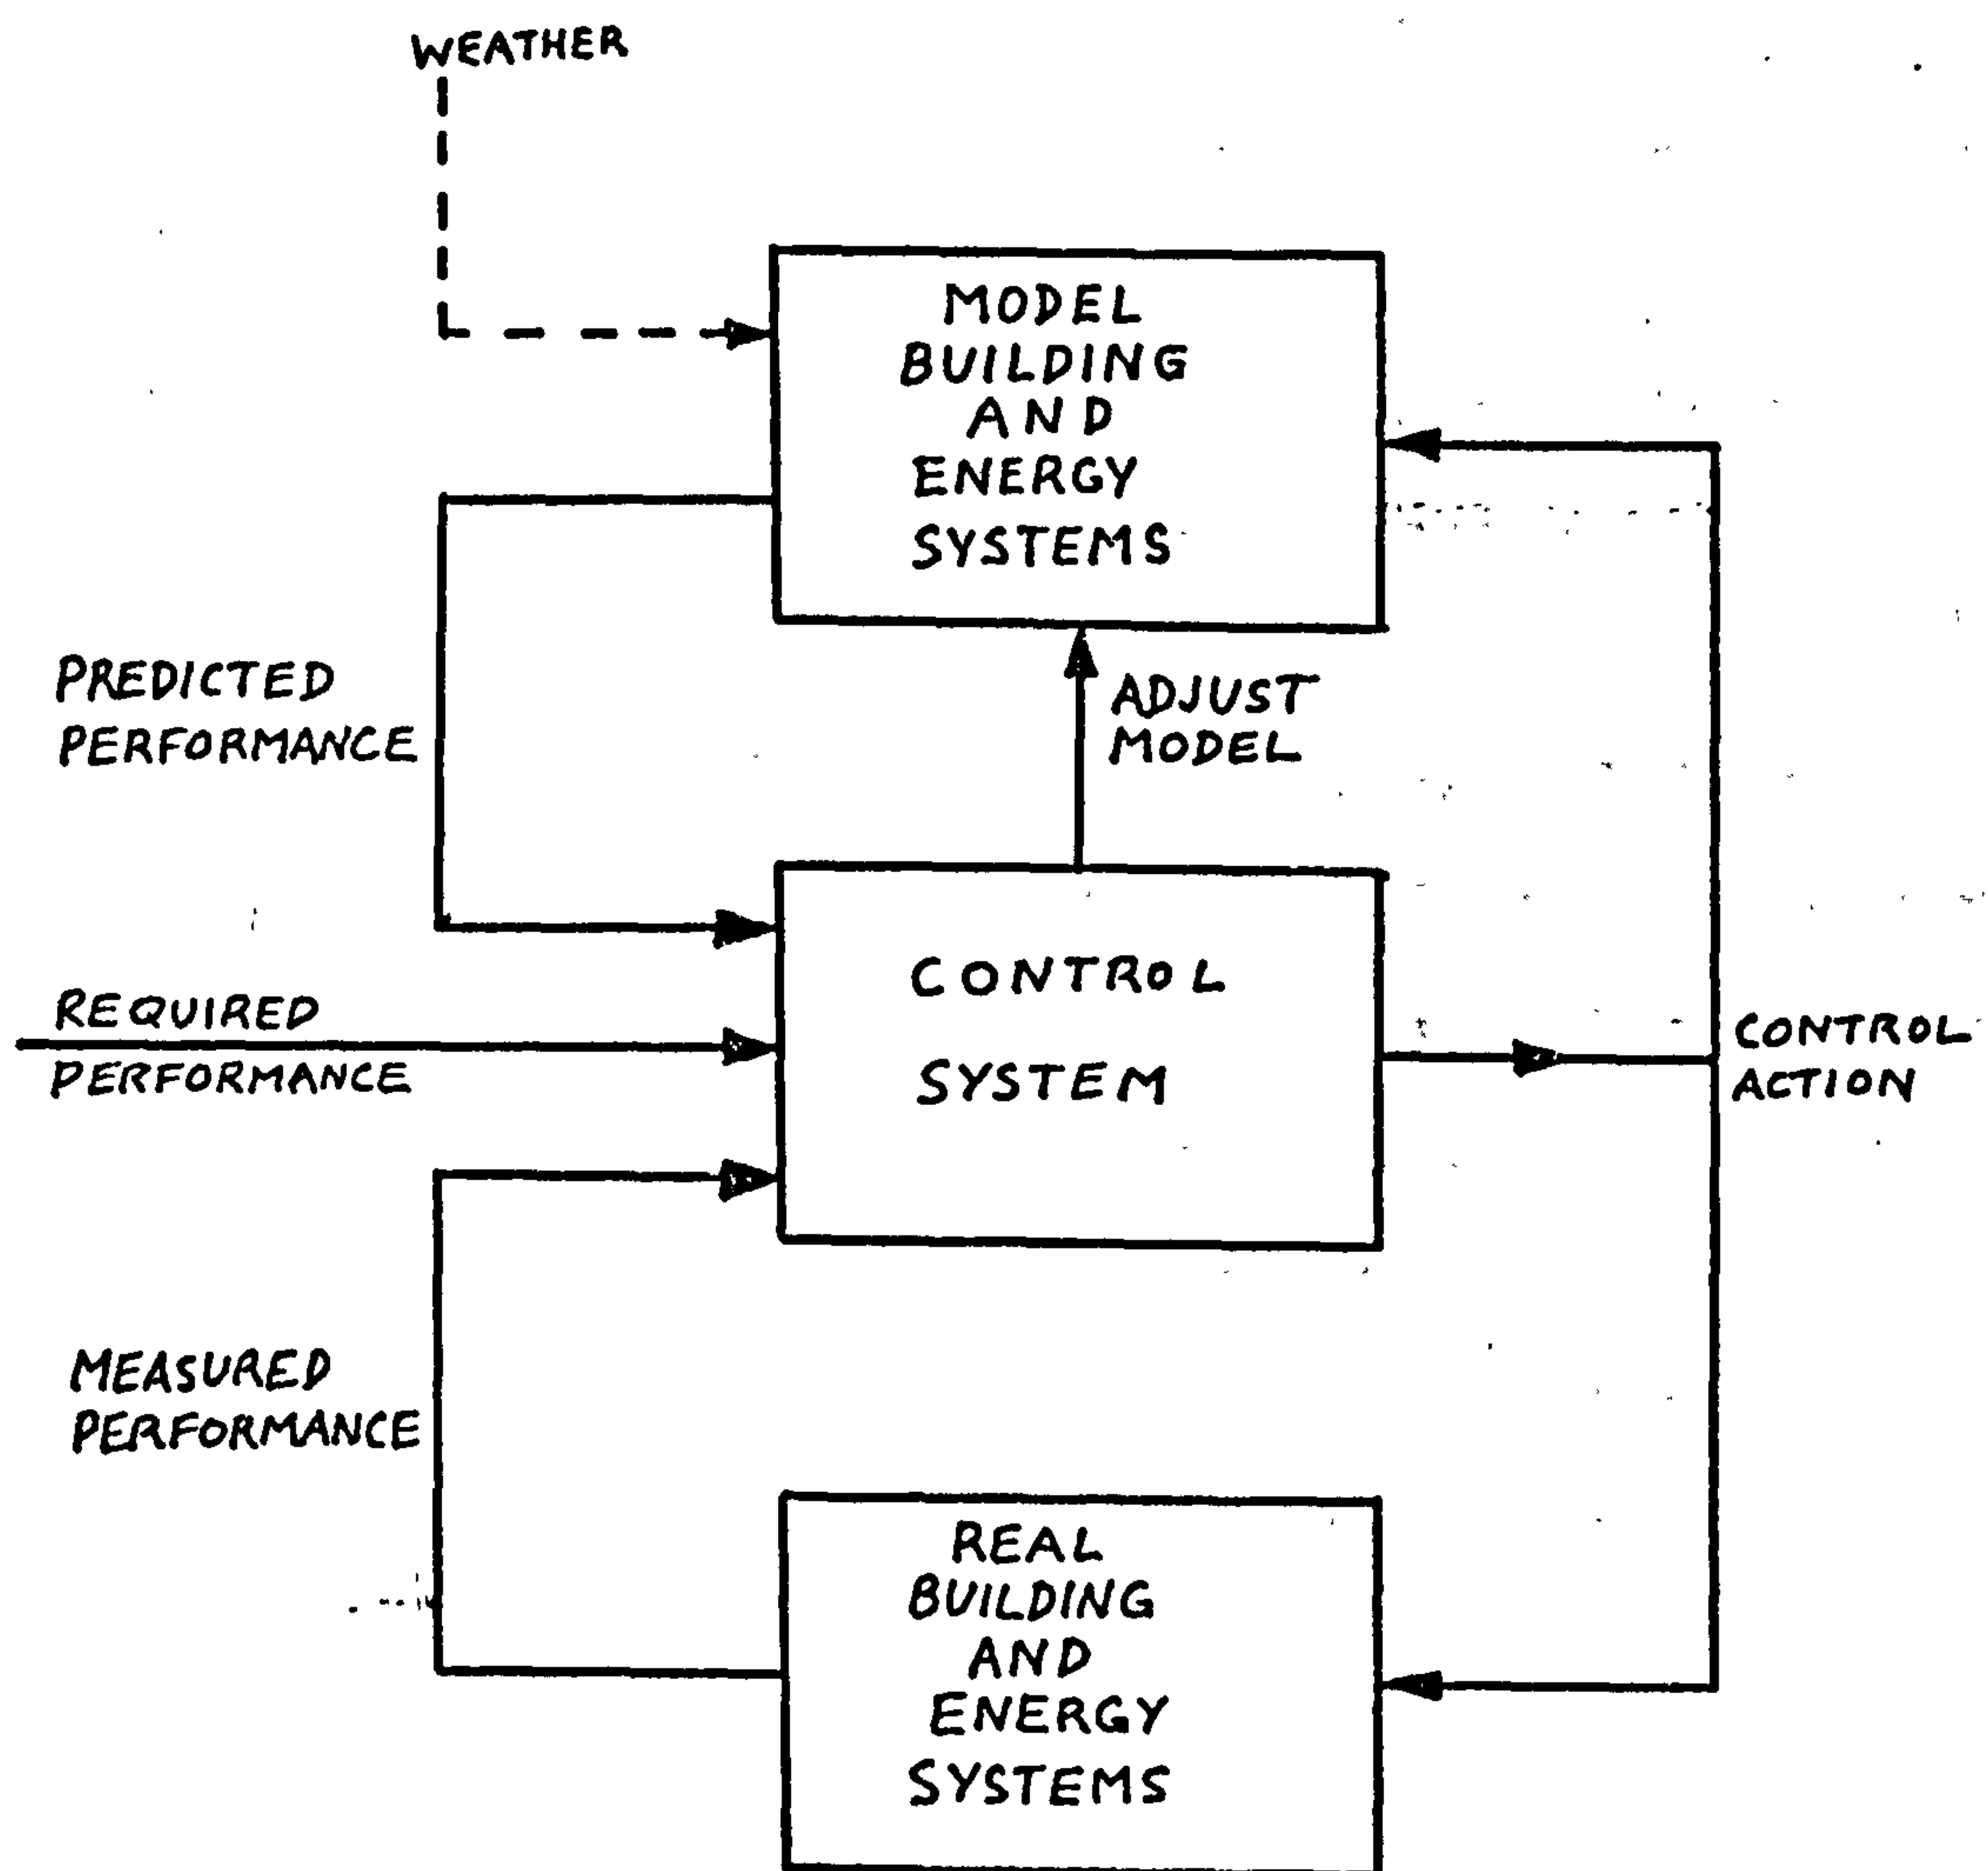 WEATHER
MODEL
BUILDING
AND
ENERGY
SYSTEMS
PREDICTED
PERFORMANCE
ADJUST
MODEL
CONTROL
SYSTEM
REQUIRED
PERFORMANCE
CONTROL
ACTION
MEASURED
PERFORMANCE
REAL
BUILDING
AND
ENERGY
SYSTEMS